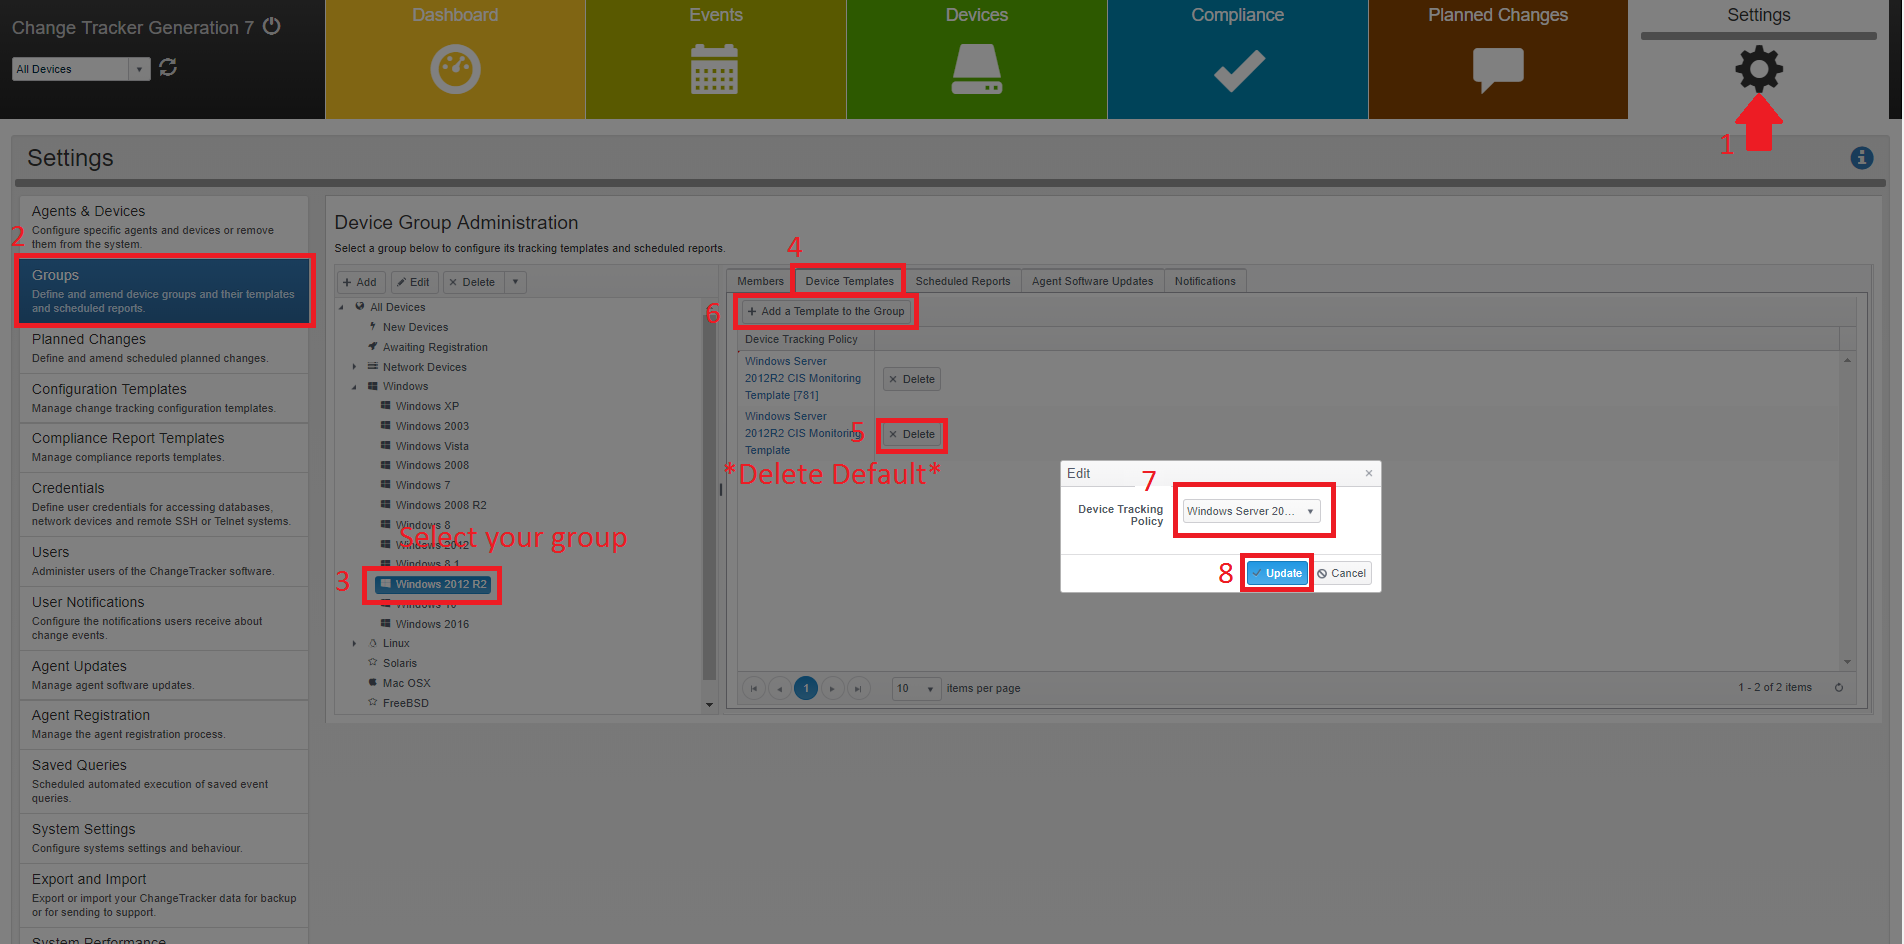 Change Tracker Generation 7
All Devices
Dashboard
Events
Devices
Compliance
Planned Changes
Settings
1
Settings
Agents & Devices
Configure specific agents and devices or remove
them from the system.
2
Groups
Define and amend device groups and their templates
and scheduled reports.
Planned Changes
Define and amend scheduled planned changes.
Configuration Templates
Manage change tracking configuration templates.
Compliance Report Templates
Manage compliance reports templates.
Credentials
Define user credentials for accessing databases,
network devices and remote SSH or Telnet systems.
Users
Administer users of the ChangeTracker software.
User Notifications
Configure the notifications users receive about
change events.
Agent Updates
Manage agent software updates.
Agent Registration
Manage the agent registration process.
Saved Queries
Scheduled automated execution of saved event
queries.
System Settings
Configure systems settings and behaviour.
Export and Import
Export or import your ChangeTracker data for backup
or for sending to support.
System Performance
Device Group Administration
Select a group below to configure its tracking templates and scheduled reports.
+ Add
Edit
× Delete
All Devices
New Devices
Awaiting Registration
Network Devices
Windows
Windows XP
Windows 2003
Windows Vista
Windows 2008
Windows 7
Windows 2008 R2
Windows 8
Windows 2012
Select your group
Windows 8.1
3
Windows 2012 R2
Windows 10
Windows 2016
Linux
Solaris
Mac OSX
FreeBSD
4
Members
Device Templates
Scheduled Reports
Agent Software Updates
Notifications
6
+ Add a Template to the Group
Device Tracking Policy
Windows Server
2012R2 CIS Monitoring
Template [781]
× Delete
Windows Server
2012R2 CIS Monitoring
Template
5
× Delete
*Delete Default*
Edit
×
7
Device Tracking
Policy
Windows Server 20...
8
Update
Cancel
1
10
items per page
1 - 2 of 2 items